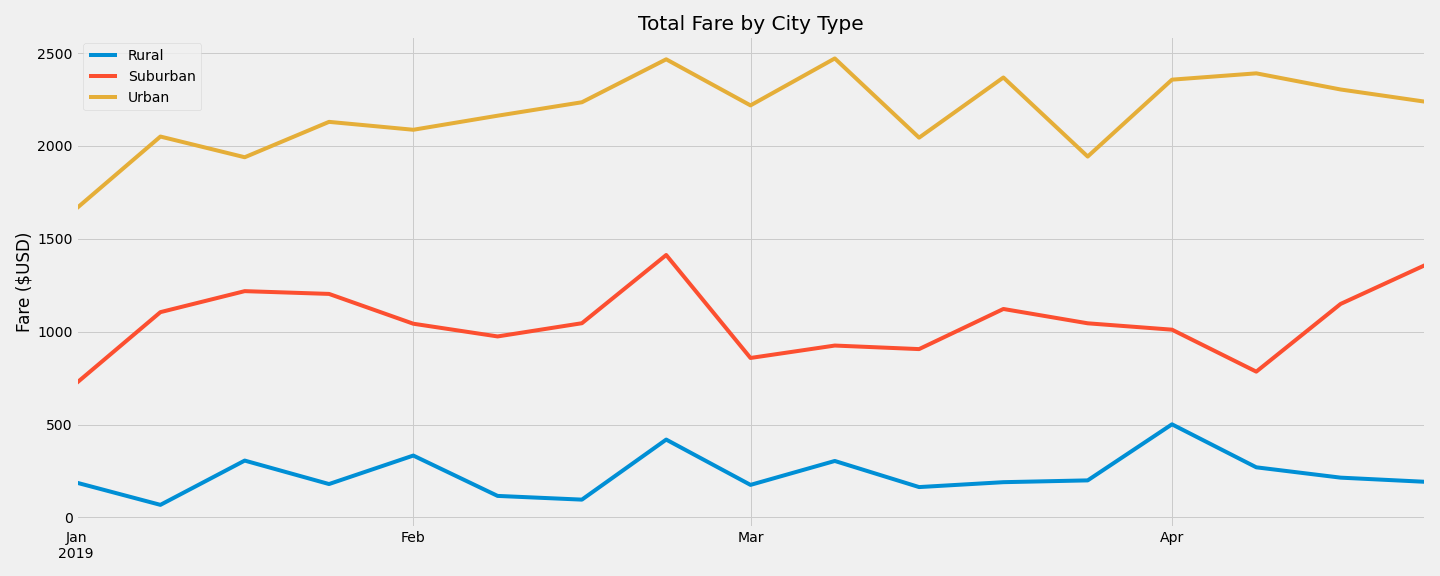 Total Fare by City Type
Rural
Suburban
Urban
Fare ($USD)
2500
2000
1500
1000
500
0
Jan
2019
Feb
Mar
Apr